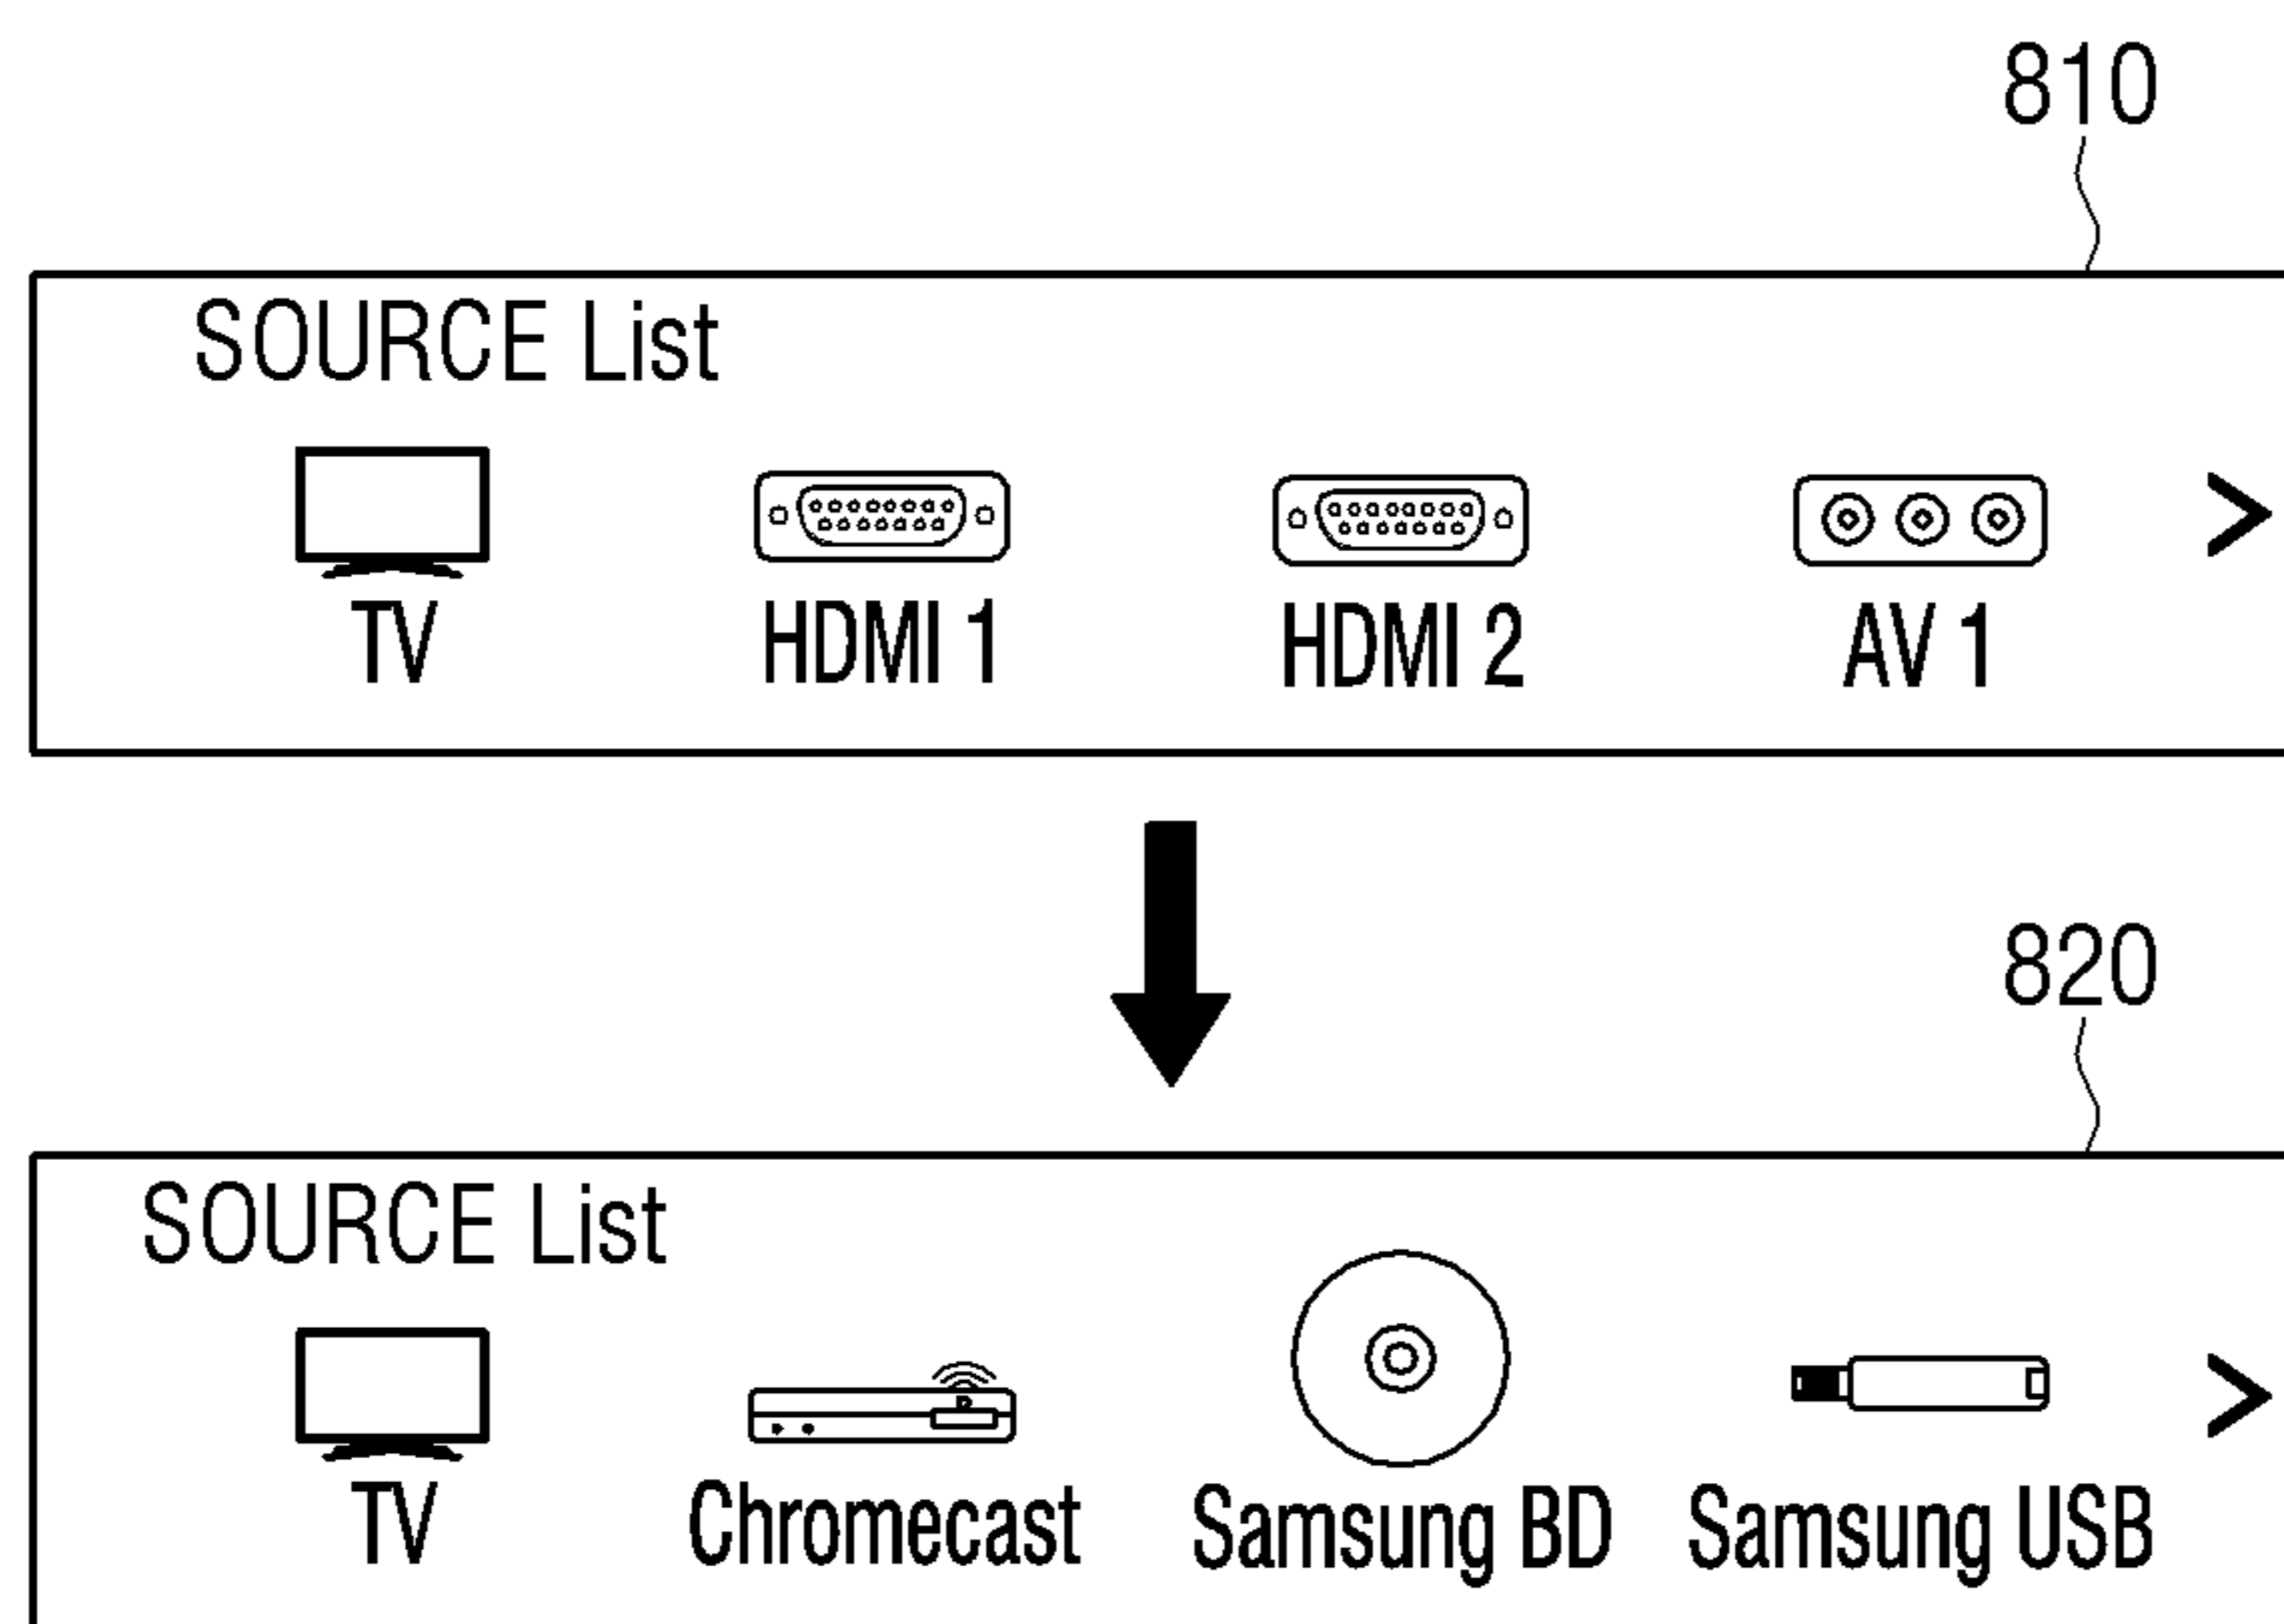 810
SOURCE List
TV HDMI 1 HDMI 2 AV 1 >
820
SOURCE List
TV Chromecast Samsung BD Samsung USB >